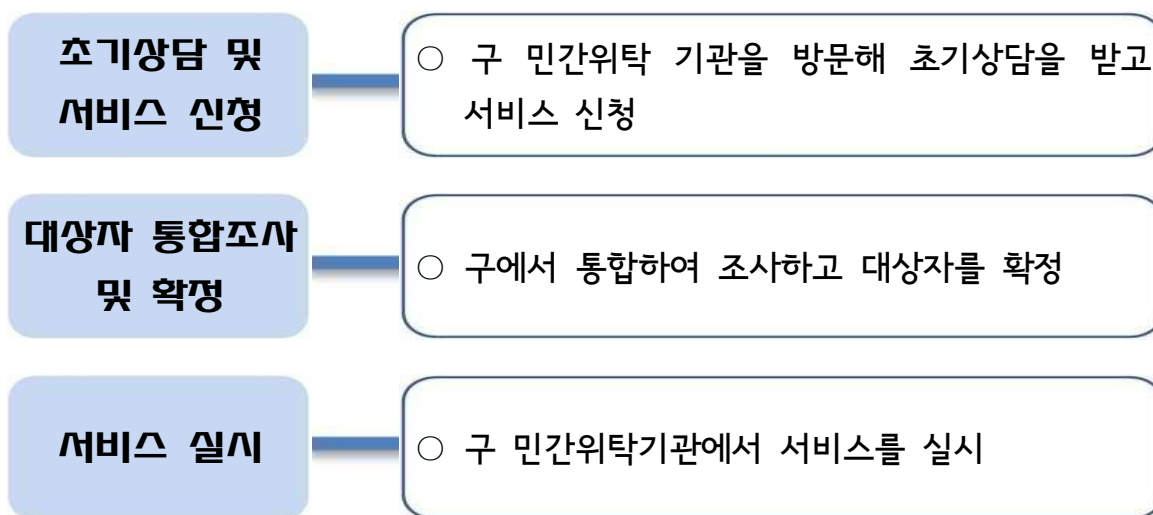 초기상담 및
서비스 신청
○ 구 민간위탁 기관을 방문해 초기상담을 받고
서비스 신청
대상자 통합조사
및 확정
○ 구에서 통합하여 조사하고 대상자를 확정
서비스 실시
○ 구 민간위탁기관에서 서비스를 실시